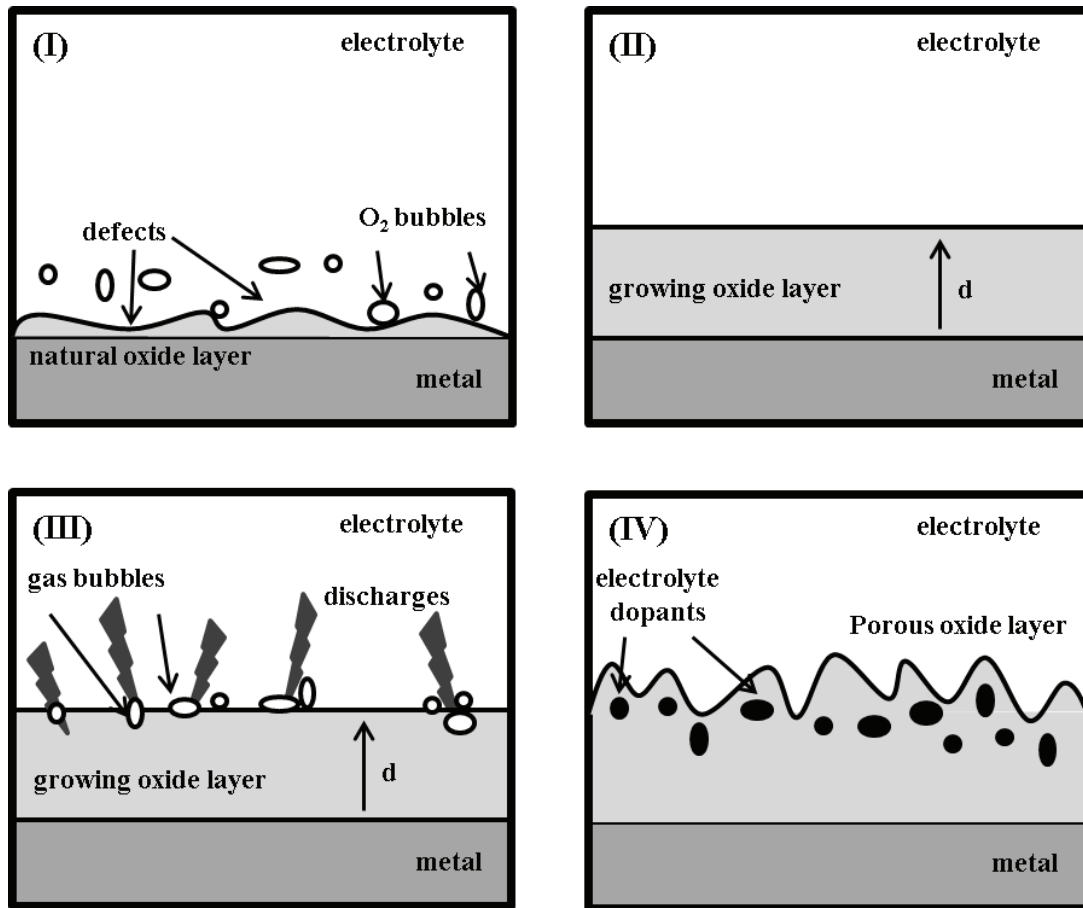 (I)
electrolyte
defects
O₂ bubbles
natural oxide layer
metal
(II)
electrolyte
growing oxide layer
d
metal
(III)
electrolyte
gas bubbles
discharges
growing oxide layer
d
metal
(IV)
electrolyte
electrolyte
dopants
Porous oxide layer
metal